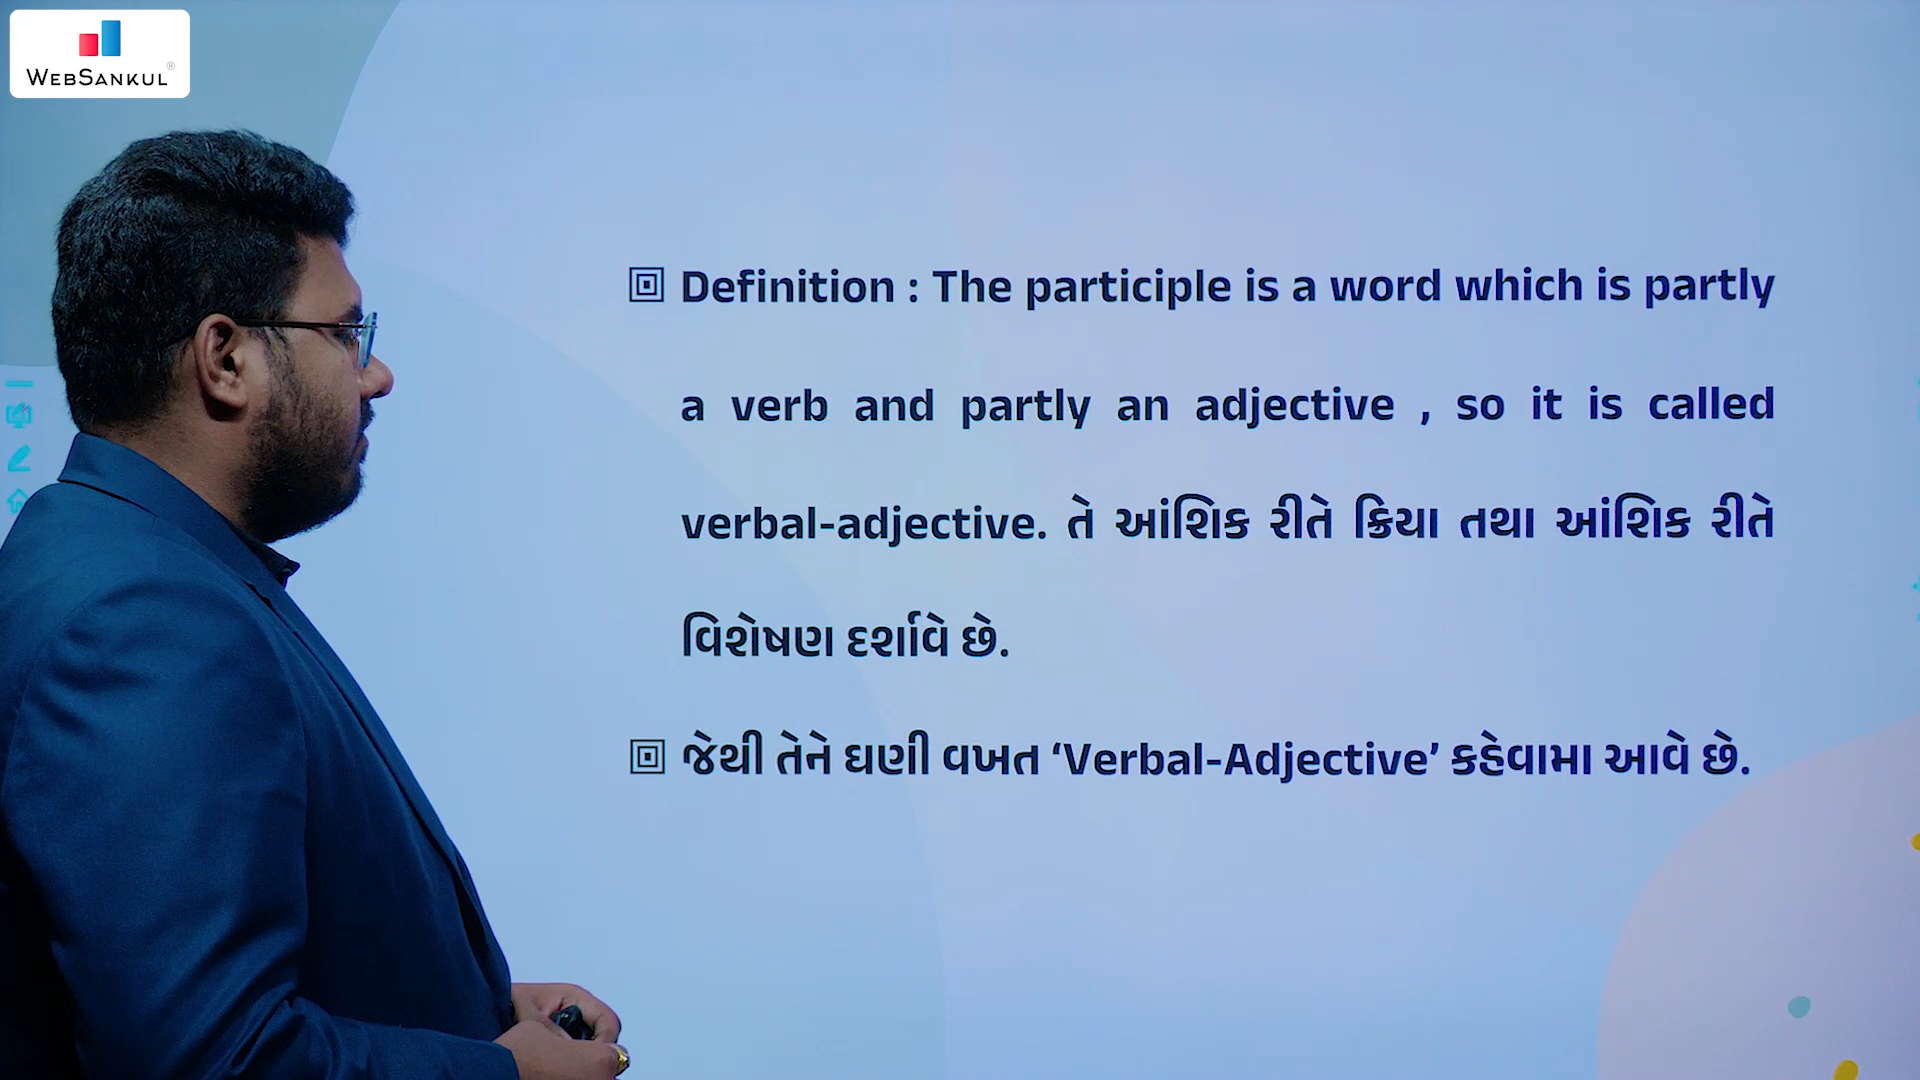 WEBSANKUL®
Definition : The participle is a word which is partly
a verb and partly an adjective , so it is called
verbal-adjective. તે આંશિક રીતે ક્રિયા તથા આંશિક રીતે
વિશેષણ દર્શાવે છે.
જેથી તેને ઘણી વખત ‘Verbal-Adjective’ કહેવામા આવે છે.